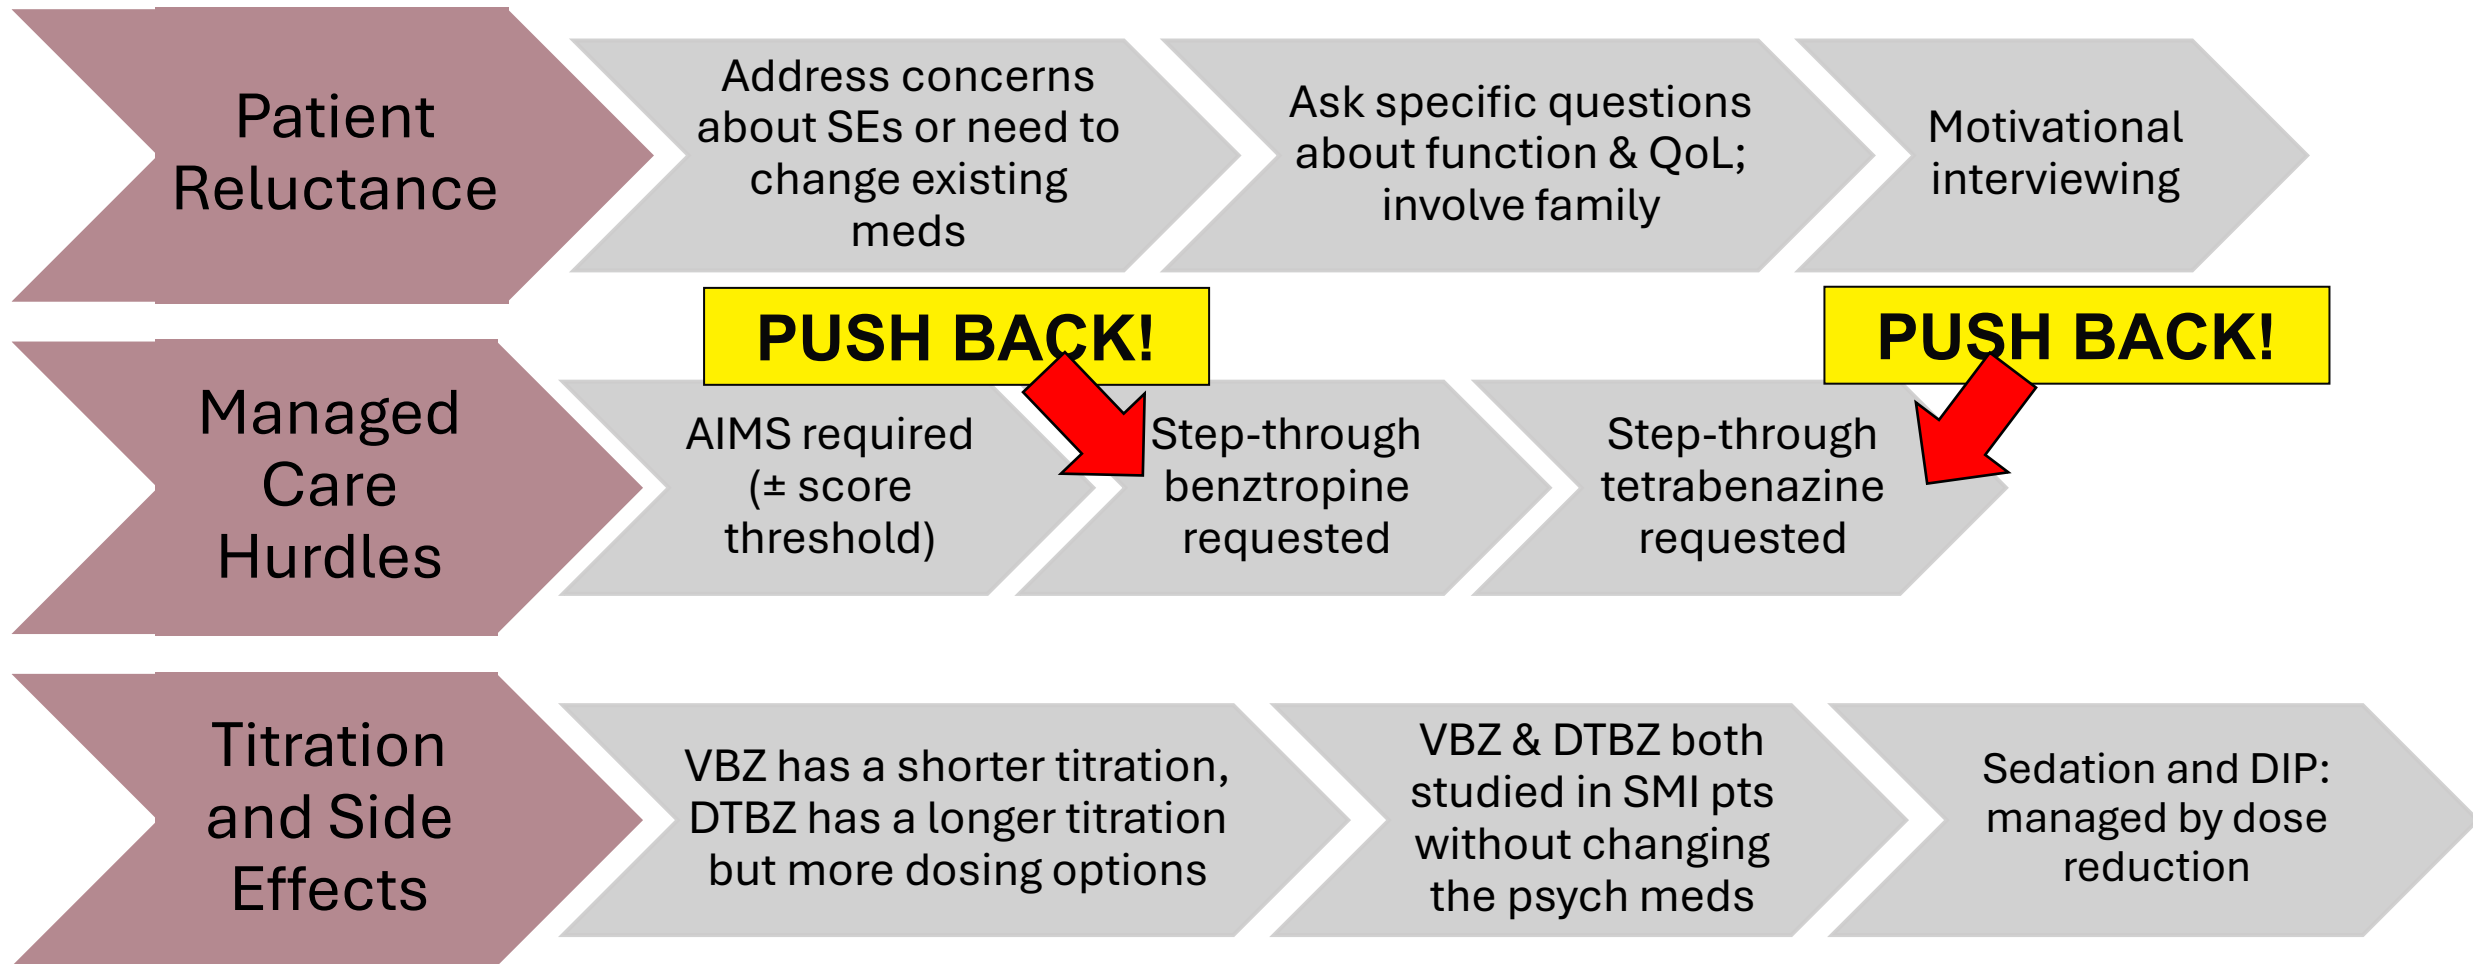 Patient
Reluctance
Address concerns
about SEs or need to
change existing
meds
Ask specific questions
about function & QoL;
involve family
Motivational
interviewing
PUSH BACK!
PUSH BACK!
Managed
Care
Hurdles
AIMS required
(± score
threshold)
Step-through
benztropine
requested
Step-through
tetrabenazine
requested
Titration
and Side
Effects
VBZ has a shorter titration,
DTBZ has a longer titration
but more dosing options
VBZ & DTBZ both
studied in SMI pts
without changing
the psych meds
Sedation and DIP:
managed by dose
reduction